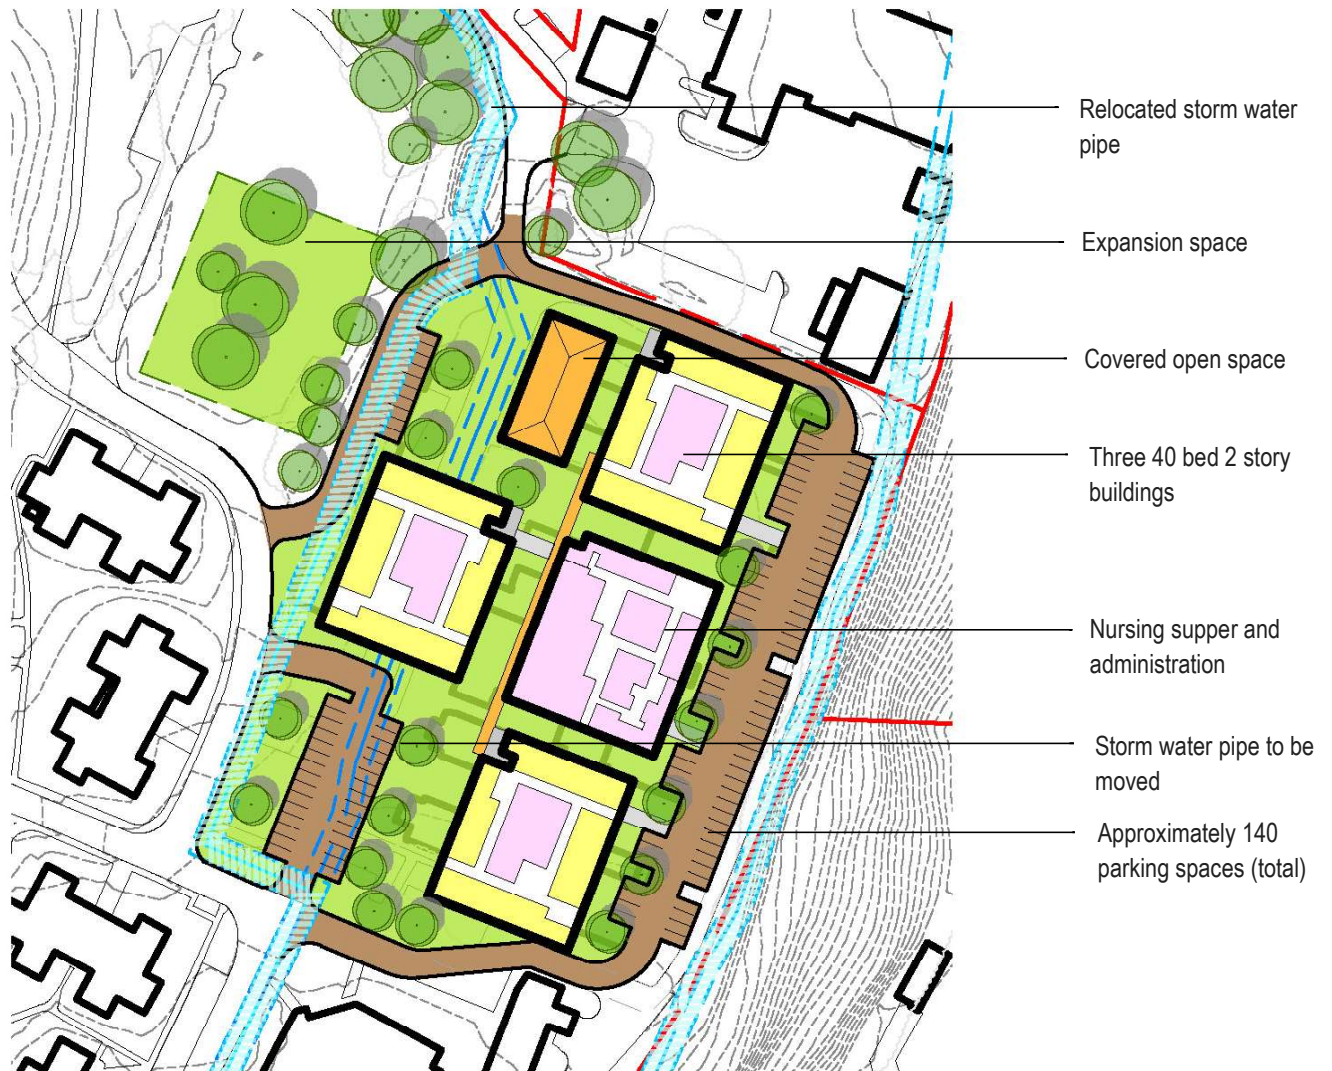 Relocated storm water
pipe
Expansion space
Covered open space
Three 40 bed 2 story
buildings
Nursing supper and
administration
Storm water pipe to be
moved
Approximately 140
parking spaces (total)